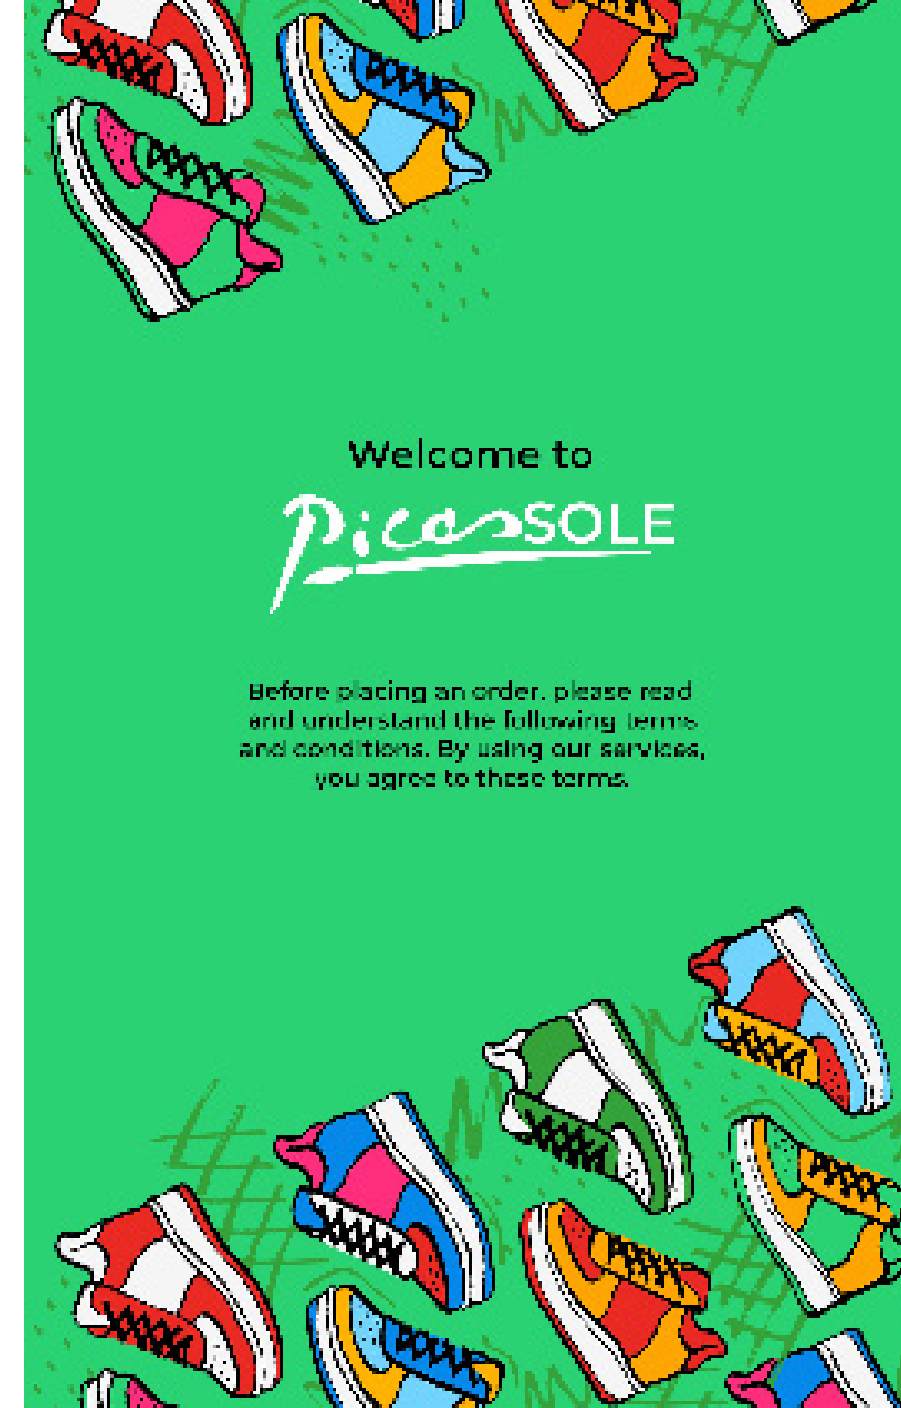 Welcome to
PicasSOLE
Before placing an order, please read
and understand the following terms
and conditions. By using our services,
you agree to these terms.